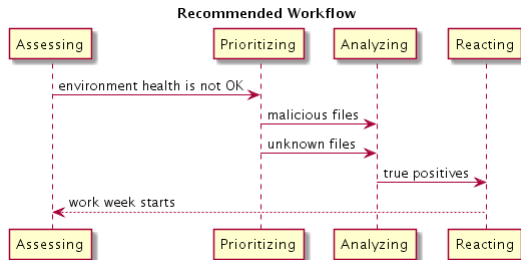 Recommended Workflow
Assessing Prioritizing Analyzing Reacting
environment health is not OK
malicious files
unknown files
true positives
work week starts
Assessing Prioritizing Analyzing Reacting